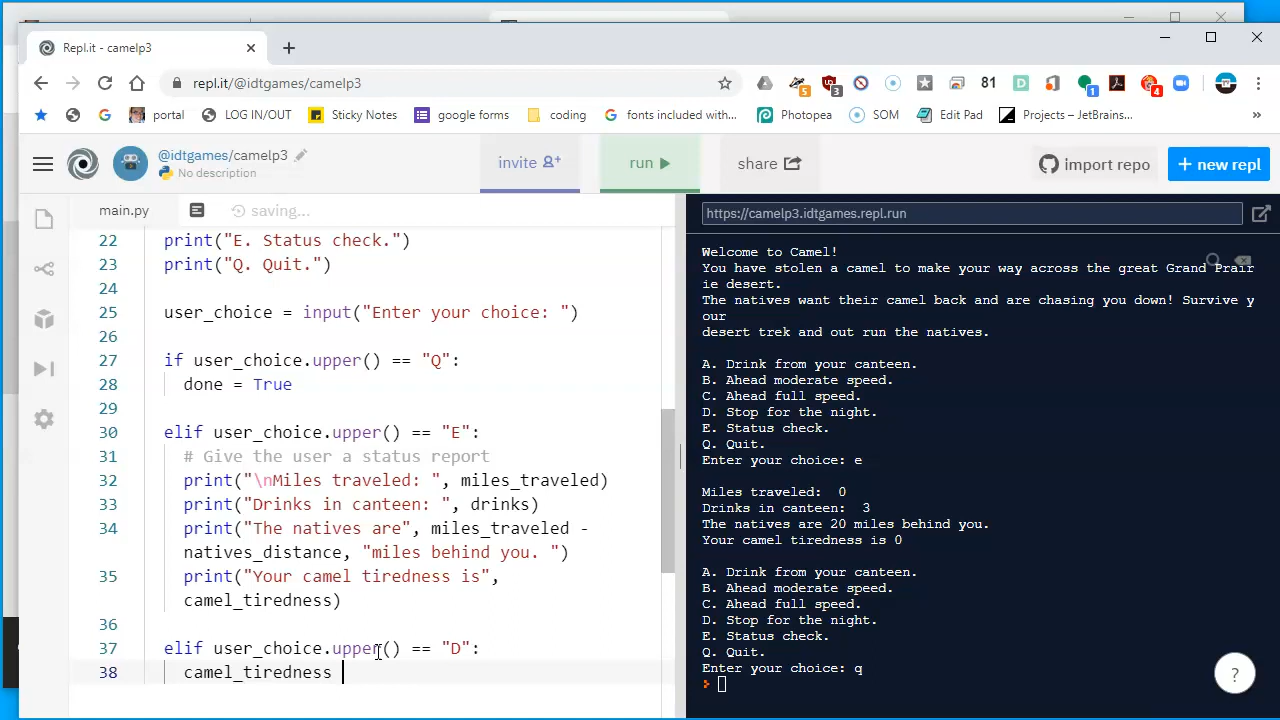 Repl.it - camelp3
repl.it/@idtgames/camelp3
5
3
81
1
4
portal
LOG IN/OUT
Sticky Notes
google forms
coding
fonts included with...
Photopea
SOM
Edit Pad
Projects – JetBrains...
»
@idtgames/camelp3
No description
invite
run
share
import repo
+ new repl
main.py
saving...
https://camelp3.idtgames.repl.run
22 print("E. Status check.")
23 print("Q. Quit.")
24
25 user_choice = input("Enter your choice: ")
26
27 if user_choice.upper() == "Q":
28 done = True
29
30 elif user_choice.upper() == "E":
31 # Give the user a status report
32 print("\nMiles traveled: ", miles_traveled)
33 print("Drinks in canteen: ", drinks)
34 print("The natives are", miles_traveled -
natives_distance, "miles behind you. ")
35 print("Your camel tiredness is",
camel_tiredness)
36
37 elif user_choice.upper() == "D":
38 camel_tiredness
Welcome to Camel!
You have stolen a camel to make your way across the great Grand Prair
ie desert.
The natives want their camel back and are chasing you down! Survive y
our
desert trek and out run the natives.
A. Drink from your canteen.
B. Ahead moderate speed.
C. Ahead full speed.
D. Stop for the night.
E. Status check.
Q. Quit.
Enter your choice: e
Miles traveled:  0
Drinks in canteen:  3
The natives are 20 miles behind you.
Your camel tiredness is 0
A. Drink from your canteen.
B. Ahead moderate speed.
C. Ahead full speed.
D. Stop for the night.
E. Status check.
Q. Quit.
Enter your choice: q
?